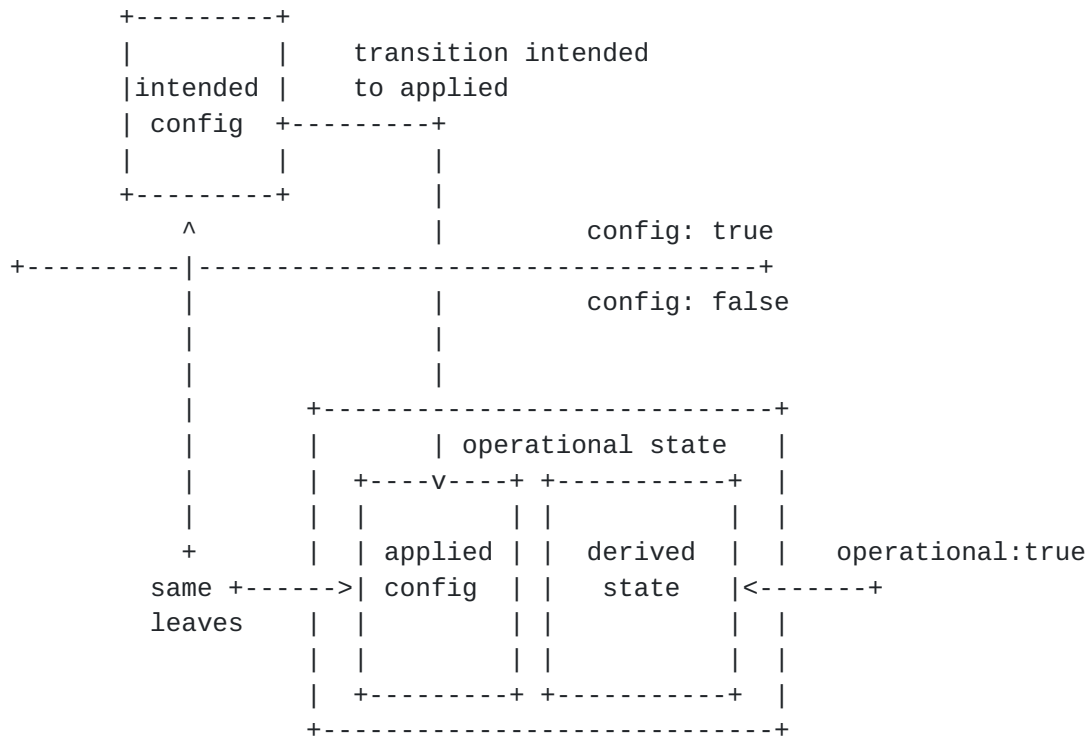 transition intended
intended to applied
config
config: true
config: false
operational state
applied derived operational:true
same config state
leaves